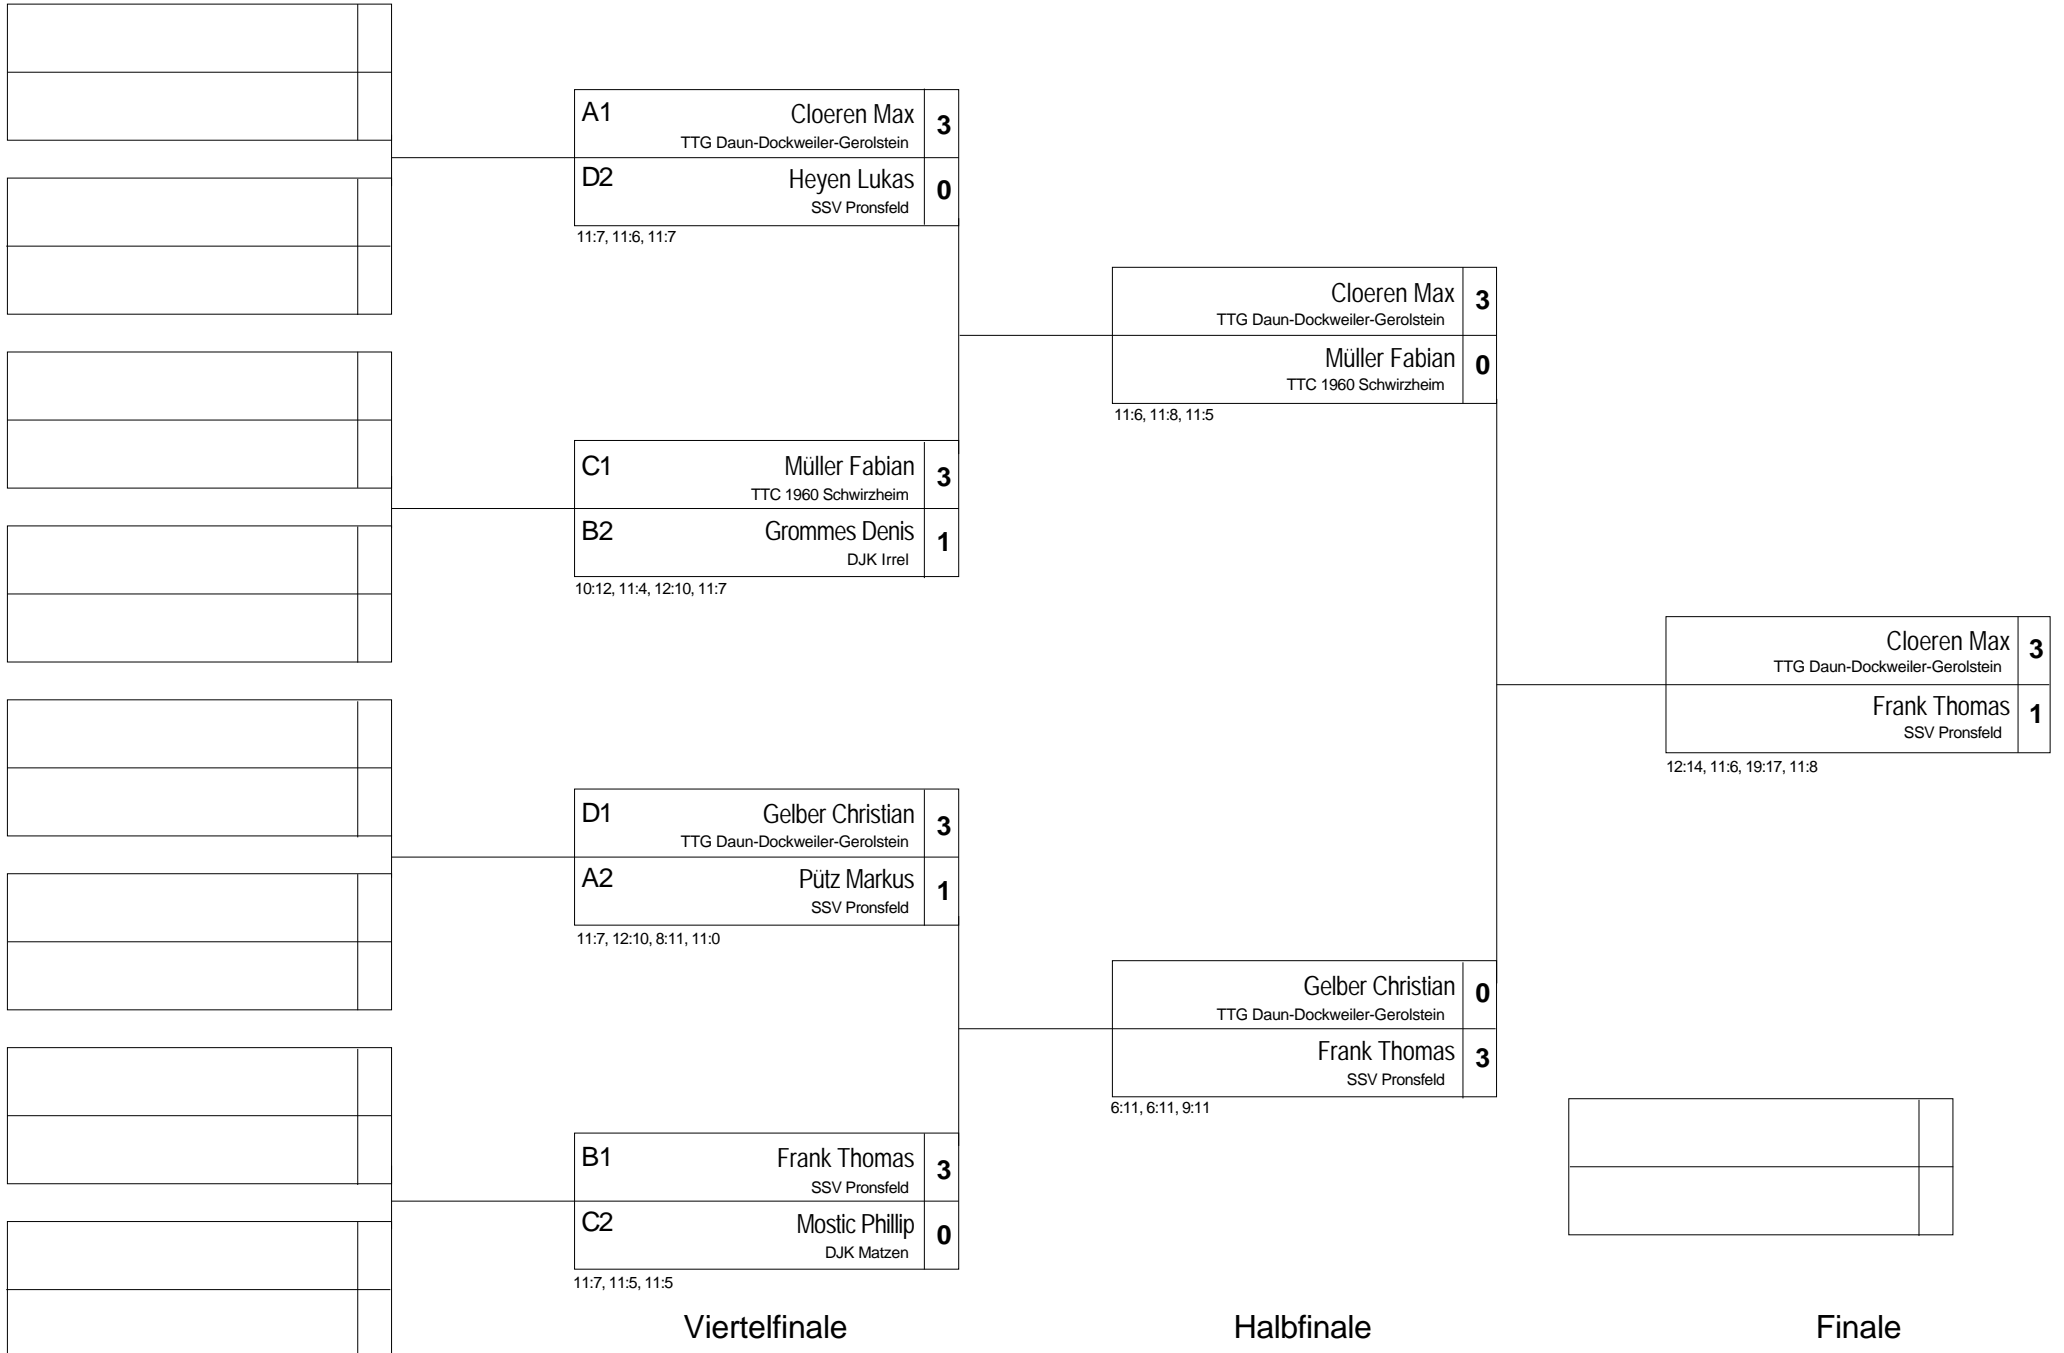 A1 Cloeren Max 3
TTG Daun-Dockweiler-Gerolstein
D2 Heyen Lukas 0
SSV Pronsfeld
11:7, 11:6, 11:7
C1 Müller Fabian 3
TTC 1960 Schwirzheim
B2 Grommes Denis 1
DJK Irrel
10:12, 11:4, 12:10, 11:7
D1 Gelber Christian 3
TTG Daun-Dockweiler-Gerolstein
A2 Pütz Markus 1
SSV Pronsfeld
11:7, 12:10, 8:11, 11:0
B1 Frank Thomas 3
SSV Pronsfeld
C2 Mostic Phillip 0
DJK Matzen
11:7, 11:5, 11:5
Viertelfinale
Cloeren Max 3
TTG Daun-Dockweiler-Gerolstein
Müller Fabian 0
TTC 1960 Schwirzheim
11:6, 11:8, 11:5
Gelber Christian 0
TTG Daun-Dockweiler-Gerolstein
Frank Thomas 3
SSV Pronsfeld
6:11, 6:11, 9:11
Halbfinale
Cloeren Max 3
TTG Daun-Dockweiler-Gerolstein
Frank Thomas 1
SSV Pronsfeld
12:14, 11:6, 19:17, 11:8
Finale